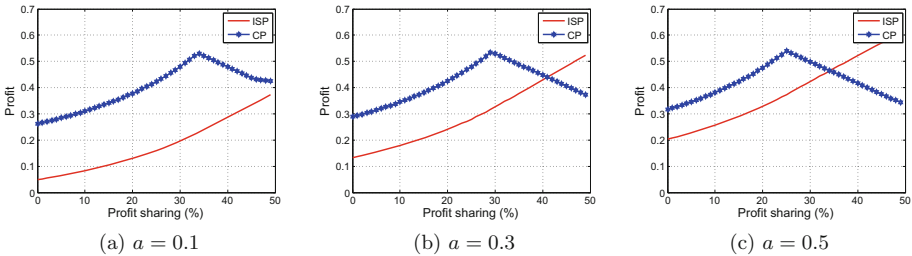 0.7
0.6
0.5
0.4
0.3
0.2
0.1
0
Profit
0 10 20 30 40 50
Profit sharing (%)
ISP
CP
(a) a = 0.1
0.7
0.6
0.5
0.4
0.3
0.2
0.1
0
Profit
0 10 20 30 40 50
Profit sharing (%)
ISP
CP
(b) a = 0.3
0.7
0.6
0.5
0.4
0.3
0.2
0.1
0
Profit
0 10 20 30 40 50
Profit sharing (%)
ISP
CP
(c) a = 0.5